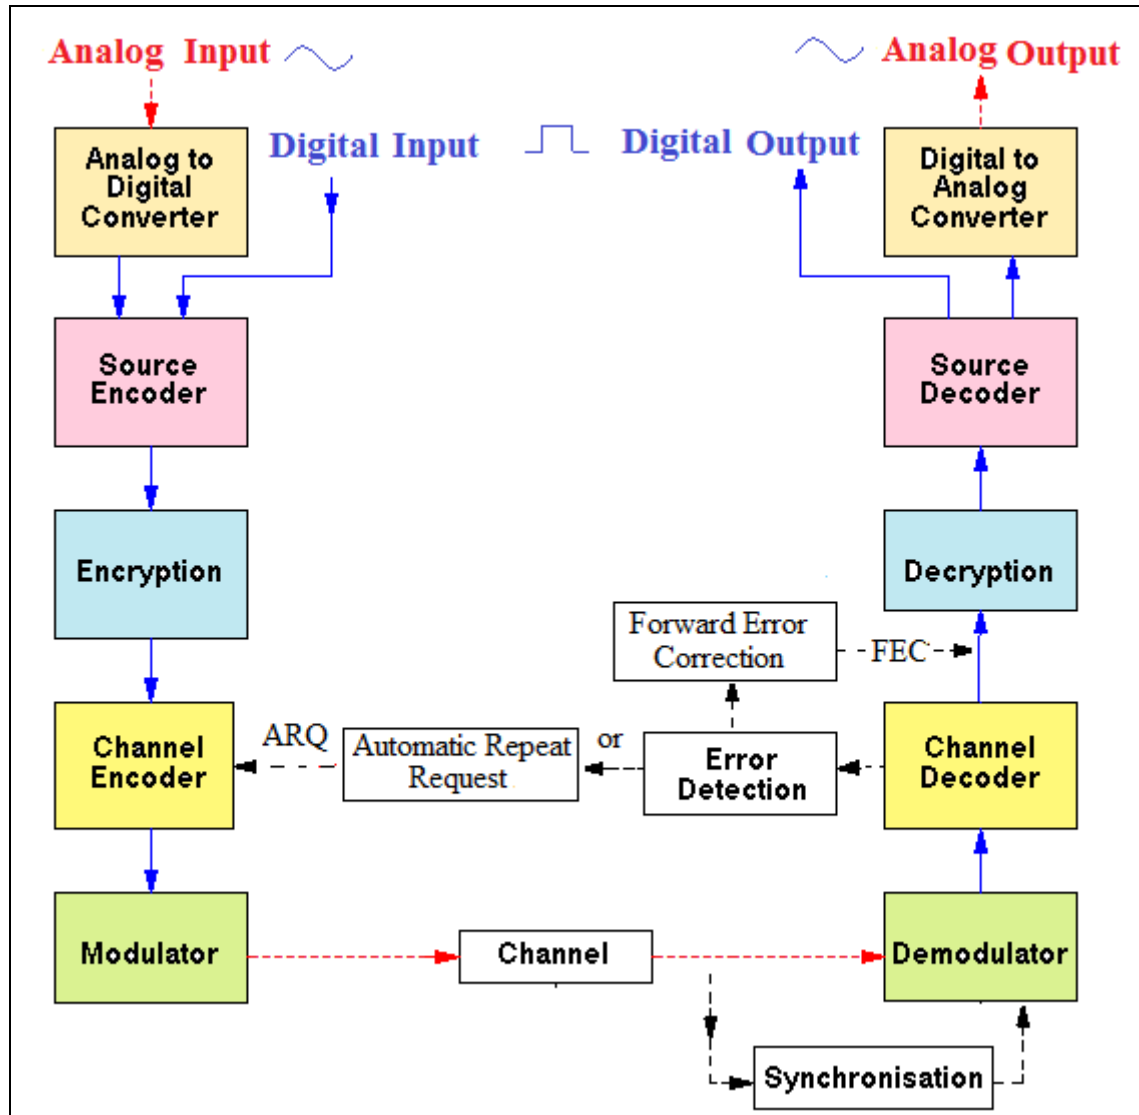 Analog Input
Analog Output
Digital Input
Digital Output
Analog to
Digital
Converter
Digital to
Analog
Converter
Source
Encoder
Source
Decoder
Encryption
Decryption
Forward Error
Correction
FEC
Channel
Encoder
ARQ
Automatic Repeat
Request
or
Error
Detection
Channel
Decoder
Modulator
Channel
Demodulator
Synchronisation